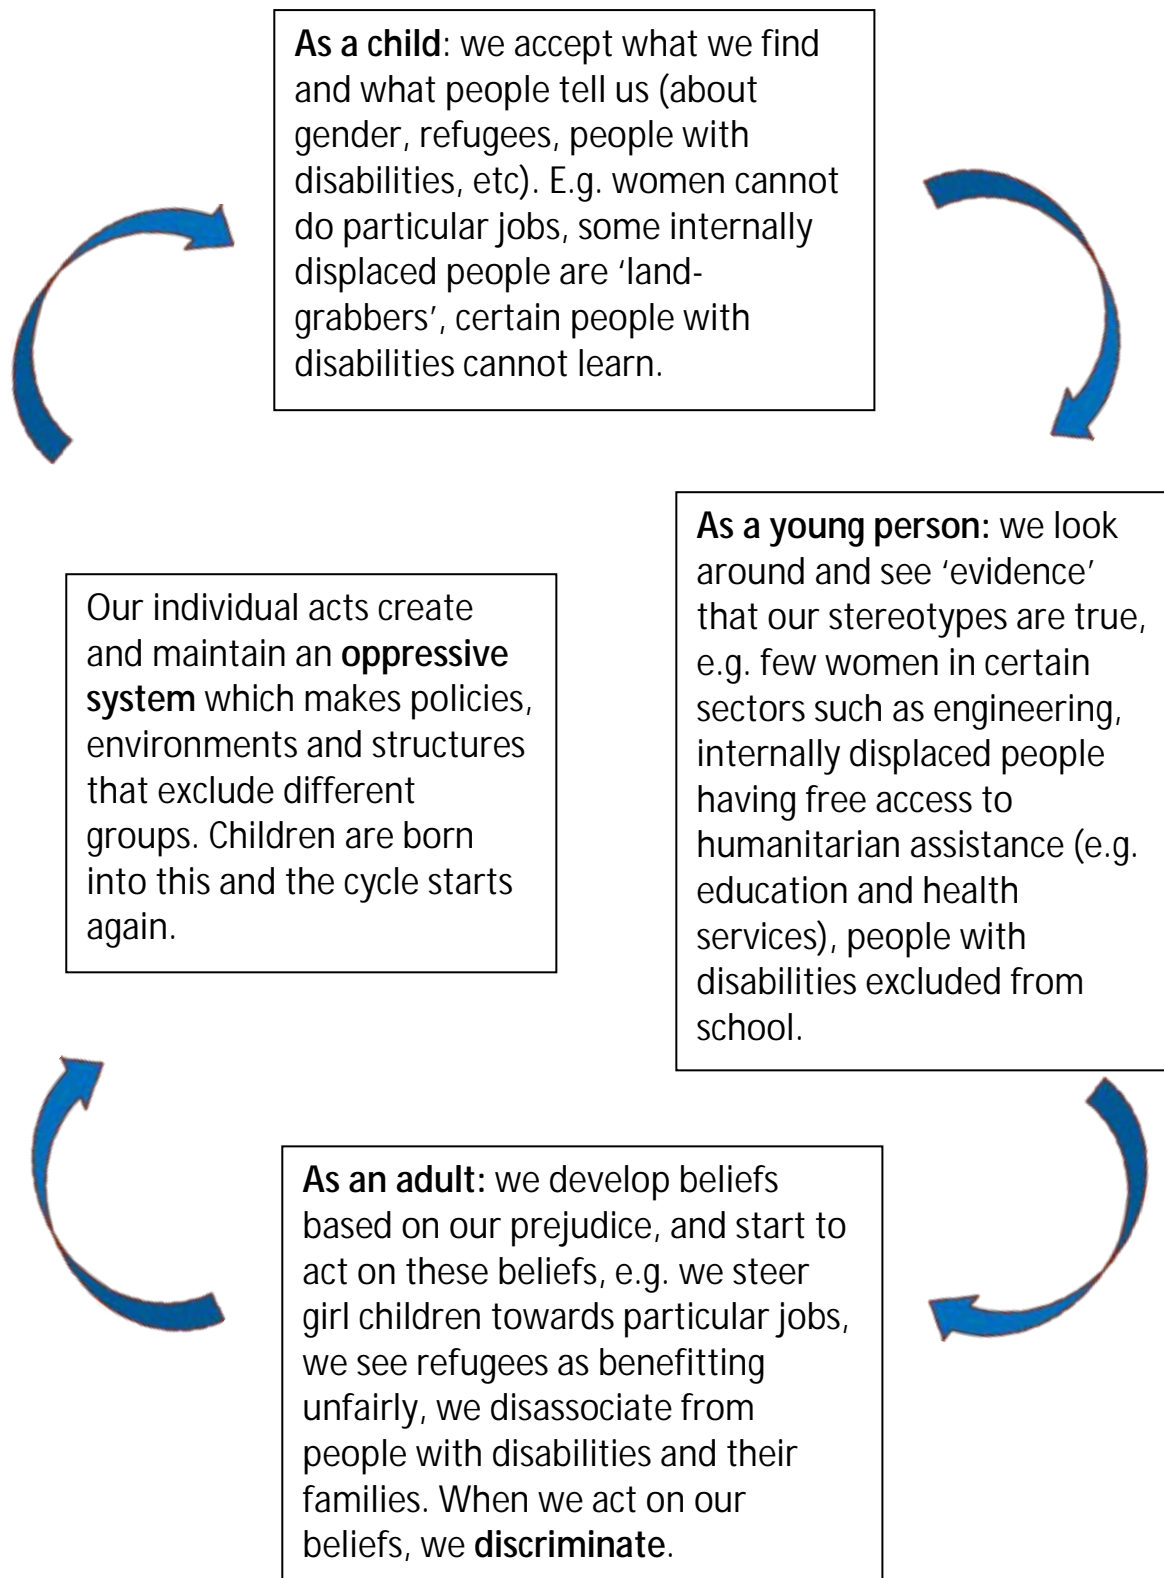 As a child: we accept what we find
and what people tell us (about
gender, refugees, people with
disabilities, etc). E.g. women cannot
do particular jobs, some internally
displaced people are ‘land-
grabbers’, certain people with
disabilities cannot learn.
As a young person: we look
around and see ‘evidence’
that our stereotypes are true,
e.g. few women in certain
sectors such as engineering,
internally displaced people
having free access to
humanitarian assistance (e.g.
education and health
services), people with
disabilities excluded from
school.
As an adult: we develop beliefs
based on our prejudice, and start to
act on these beliefs, e.g. we steer
girl children towards particular jobs,
we see refugees as benefitting
unfairly, we disassociate from
people with disabilities and their
families. When we act on our
beliefs, we discriminate.
Our individual acts create
and maintain an oppressive
system which makes policies,
environments and structures
that exclude different
groups. Children are born
into this and the cycle starts
again.